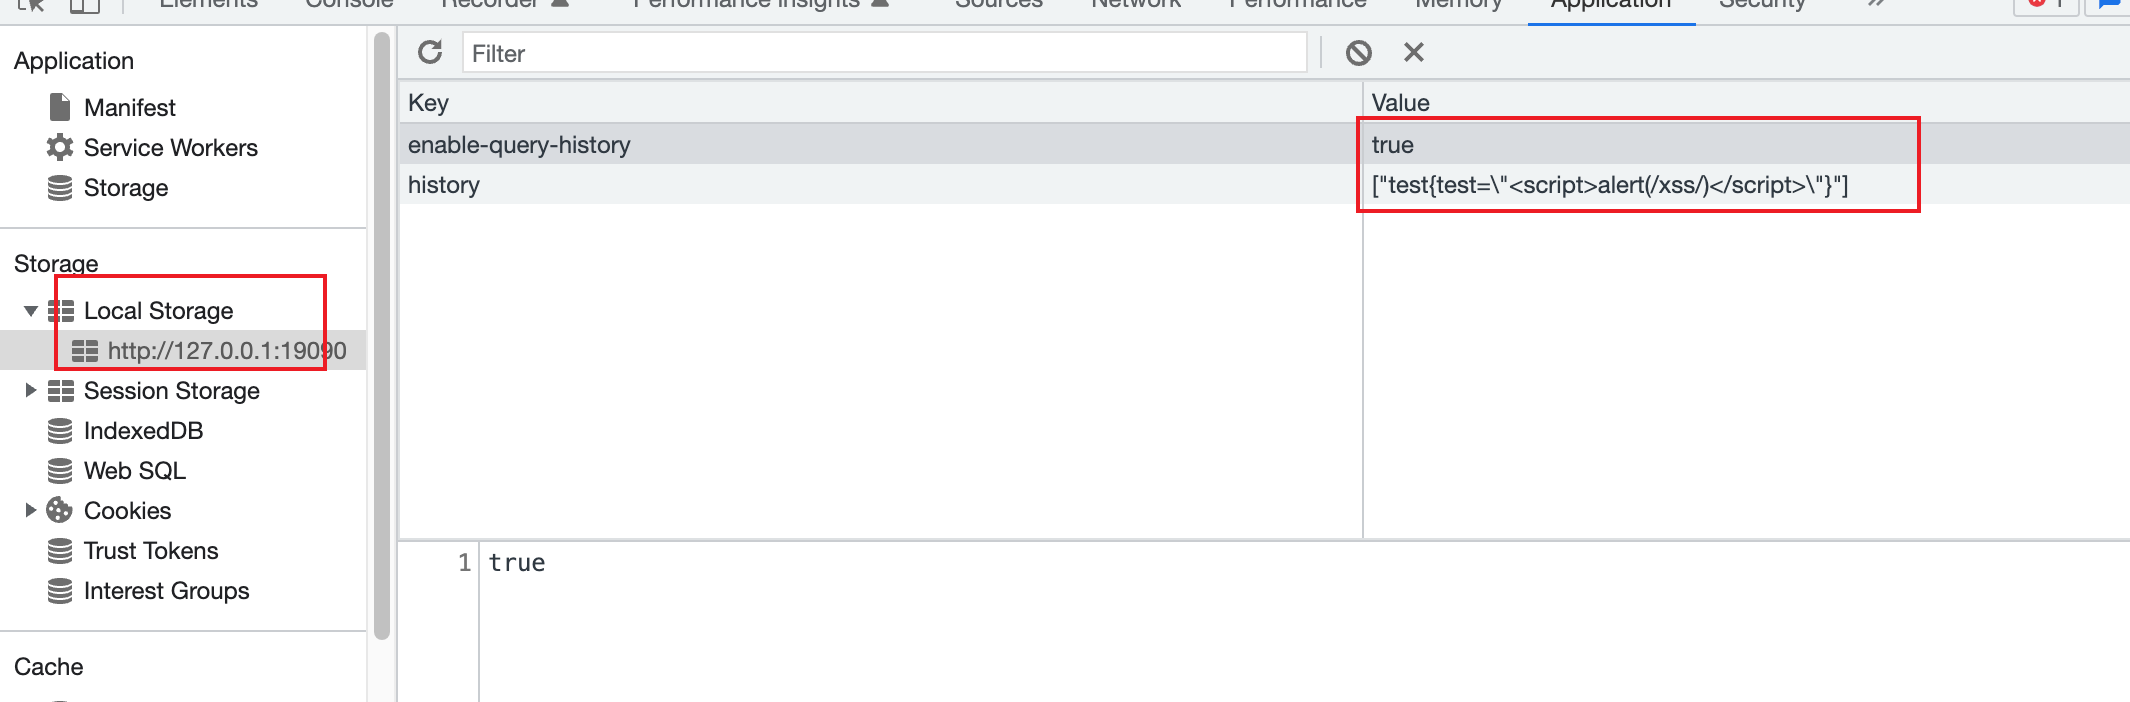 Elements Console Recorder Performance insights Sources Network Performance Memory Application Security » 1
Application
Manifest
Service Workers
Storage
Storage
Local Storage
http://127.0.0.1:19090
Session Storage
IndexedDB
Web SQL
Cookies
Trust Tokens
Interest Groups
Cache
Filter
Key Value
enable-query-history true
history ["test{test=\"<script>alert(/xss/)</script>\"}"]
1 true